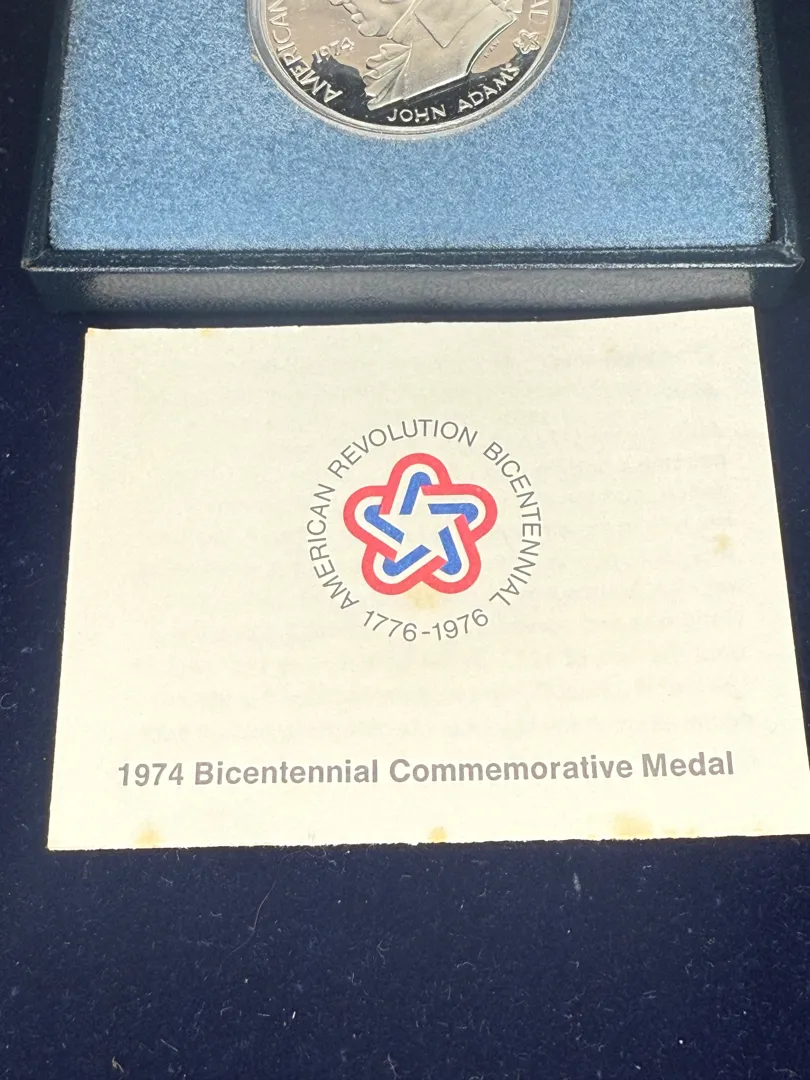 AMERICAN
1974
JOHN ADAMS
AMERICAN REVOLUTION BICENTENNIAL
1776-1976
1974 Bicentennial Commemorative Medal